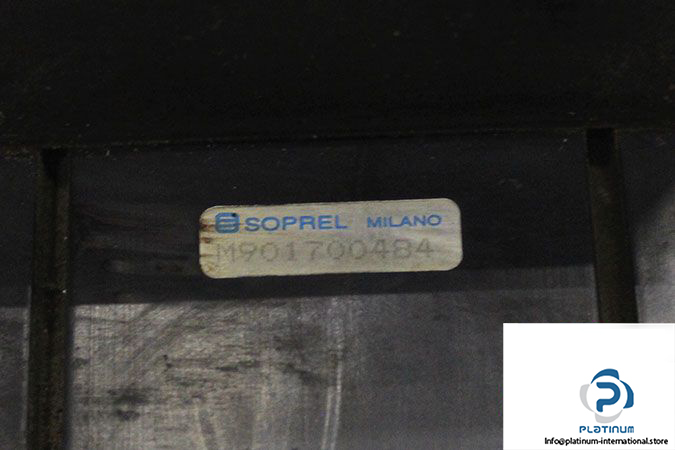 SOPREL MILANO
M901700484
PLATINUM
Info@platinum-international.store